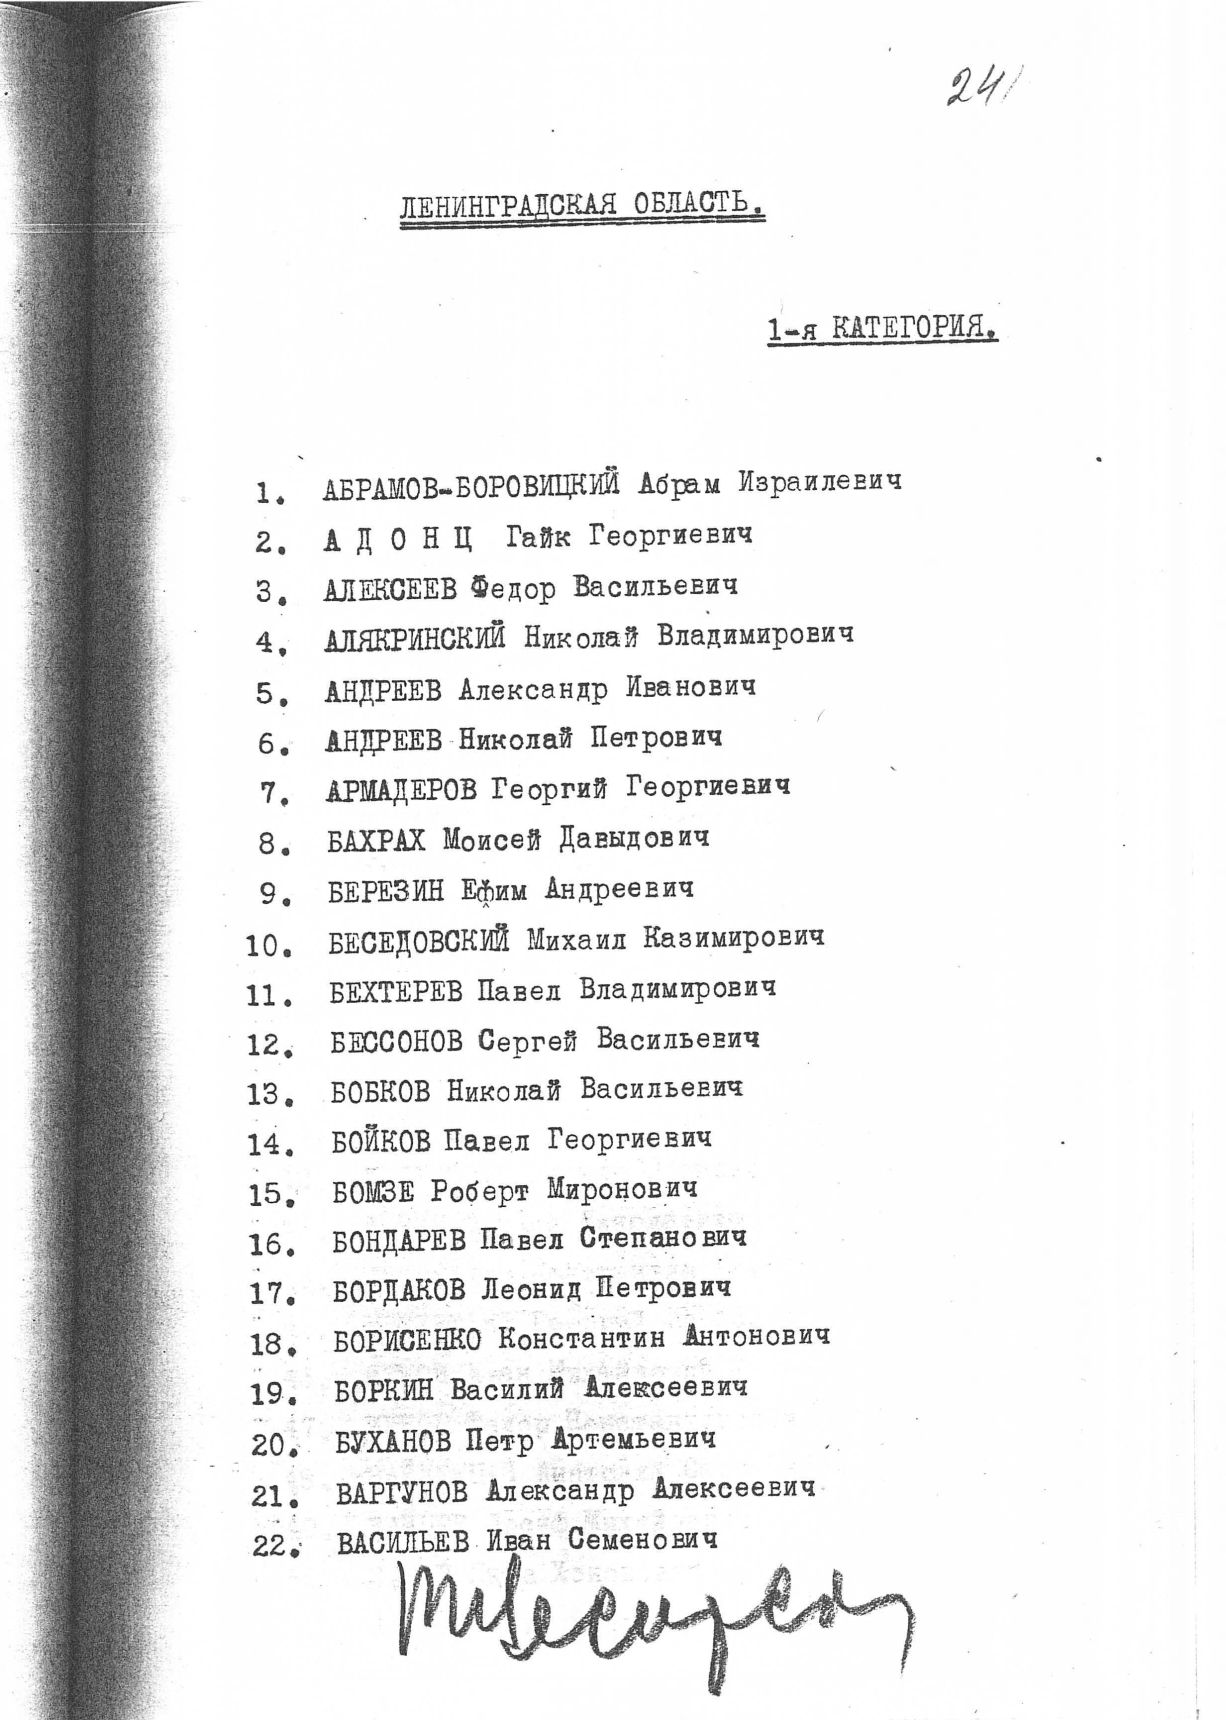 24
ЛЕНИНГРАДСКАЯ ОБЛАСТЬ.
1-я КАТЕГОРИЯ.
1. АБРАМОВ-БОРОВИЦКИЙ Абрам Израилевич
2. А Д О Н Ц Гайк Георгиевич
3. АЛЕКСЕЕВ Федор Васильевич
4. АЛЯКРИНСКИЙ Николай Владимирович
5. АНДРЕЕВ Александр Иванович
6. АНДРЕЕВ Николай Петрович
7. АРМАДЕРОВ Георгий Георгиевич
8. БАХРАХ Моисей Давыдович
9. БЕРЕЗИН Ефим Андреевич
10. БЕСЕДОВСКИЙ Михаил Казимирович
11. БЕХТЕРЕВ Павел Владимирович
12. БЕССОНОВ Сергей Васильевич
13. БОБКОВ Николай Васильевич
14. БОЙКОВ Павел Георгиевич
15. БОМЗЕ Роберт Миронович
16. БОНДАРЕВ Павел Степанович
17. БОРДАКОВ Леонид Петрович
18. БОРИСЕНКО Константин Антонович
19. БОРКИН Василий Алексеевич
20. БУХАНОВ Петр Артемьевич
21. ВАРГУНОВ Александр Алексеевич
22. ВАСИЛЬЕВ Иван Семенович